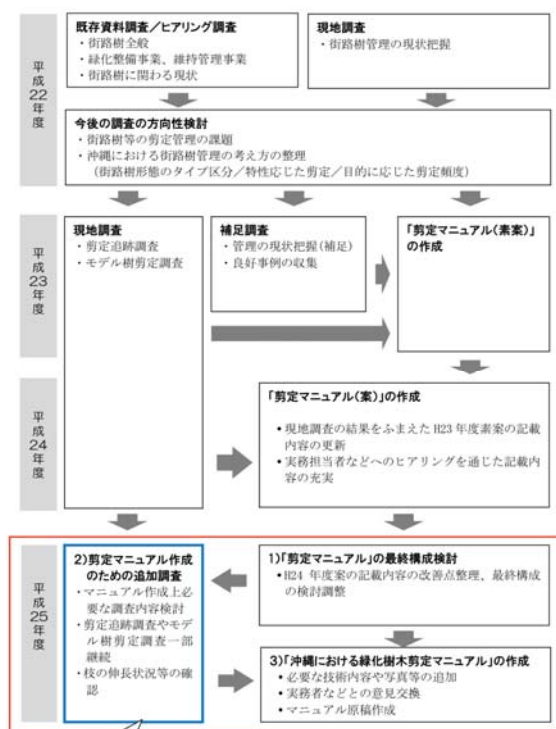 平成22年度
既存資料調査／ヒアリング調査
・街路樹全般
・緑化整備事業、維持管理事業
・街路樹に関わる現状
現地調査
・街路樹管理の現状把握
今後の調査の方向性検討
・街路樹等の剪定管理の課題
・沖縄における街路樹管理の考え方の整理
(街路樹形態のタイプ区分／特性応じた剪定／目的に応じた剪定頻度)
平成23年度
現地調査
・剪定追跡調査
・モデル樹剪定調査
補足調査
・管理の現状把握(補足)
・良好事例の収集
「剪定マニュアル(素案)」
の作成
平成24年度
「剪定マニュアル(案)」の作成
•現地調査の結果をふまえたH23年度素案の記載
内容の更新
•実務担当者などへのヒアリングを通じた記載内
容の充実
平成25年度
2)剪定マニュアル作成
のための追加調査
・マニュアル作成上必
要な調査内容検討
・剪定追跡調査やモデ
ル樹剪定調査一部
継続
・枝の伸長状況等の確
認
1)「剪定マニュアル」の最終構成検討
•H24 年度案の記載内容の改善点整理、最終構成
の検討調整
3)「沖縄における緑化樹木剪定マニュアル」の作成
•必要な技術内容や写真等の追加
•実務者などとの意見交換
•マニュアル原稿作成